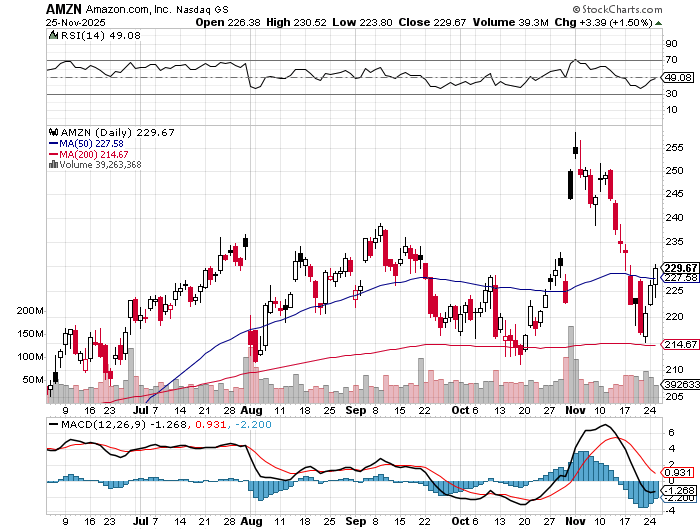 AMZN Amazon.com, Inc. Nasdaq GS
© StockCharts.com
25-Nov-2025 Open 226.38 High 230.52 Low 223.80 Close 229.67 Volume 39.3M Chg +3.39 (+1.50%)
RSI(14) 49.08
90
70
49.08
30
10
AMZN (Daily) 229.67
MA(50) 227.58
MA(200) 214.67
Volume 39,263,368
255
250
245
240
235
229.67
227.58
225
220
214.67
210
205
200M
150M
100M
50M
392633
9 16 23 Jul 7 14 21 28 Aug 11 18 25 Sep 8 15 22 Oct 6 13 20 27 Nov 10 17 24
MACD(12,26,9) -1.268, 0.931, -2.200
6
4
2
0.931
-1.268
-2.200
-4
9 16 23 Jul 7 14 21 28 Aug 11 18 25 Sep 8 15 22 Oct 6 13 20 27 Nov 10 17 24